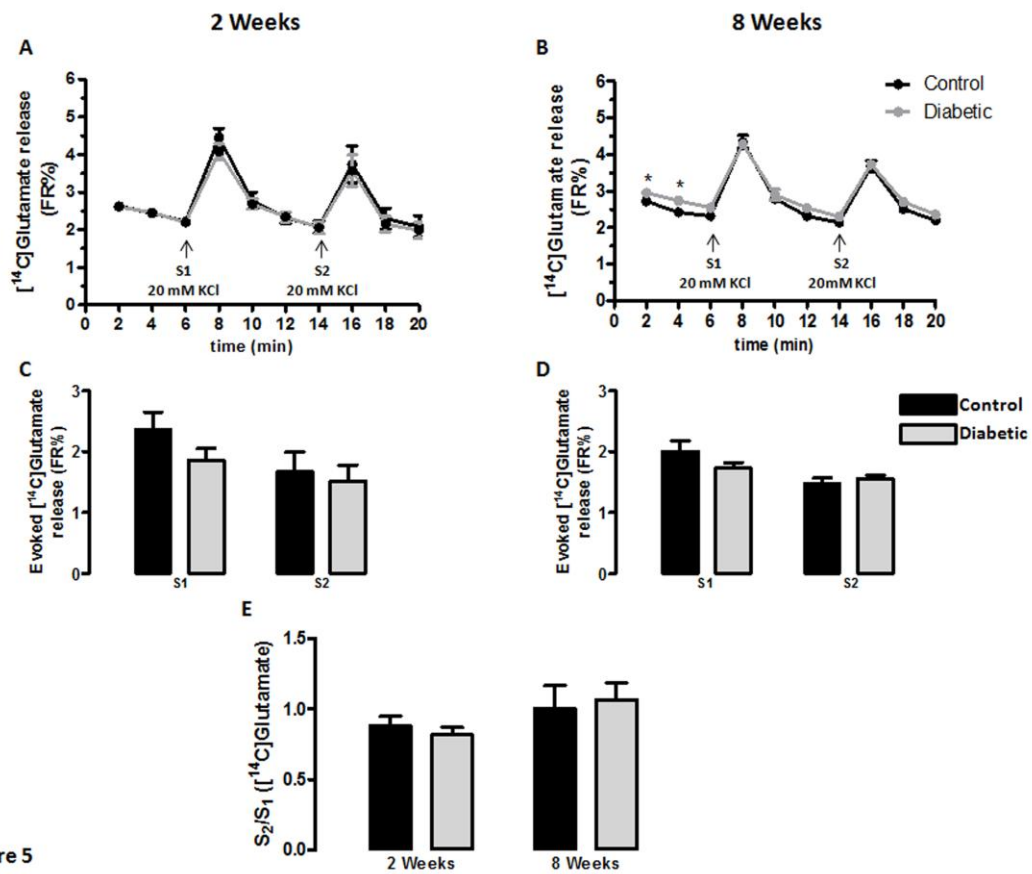 2 Weeks
8 Weeks
A
[¹⁴C]Glutamate release
(FR%)
6
5
4
3
2
1
0
S1
20 mM KCl
S2
20 mM KCl
0 2 4 6 8 10 12 14 16 18 20
time (min)
B
[¹⁴C]Glutamate release
(FR%)
6
5
4
3
2
1
0
* *
Control
Diabetic
S1
20 mM KCl
S2
20mM KCl
0 2 4 6 8 10 12 14 16 18 20
time (min)
C
Evoked [¹⁴C]Glutamate
release (FR%)
3
2
1
0
S1 S2
D
Evoked [¹⁴C]Glutamate
release (FR%)
3
2
1
0
S1 S2
Control
Diabetic
E
S₂/S₁ ([¹⁴C]Glutamate)
1.5
1.0
0.5
0.0
2 Weeks 8 Weeks
re 5